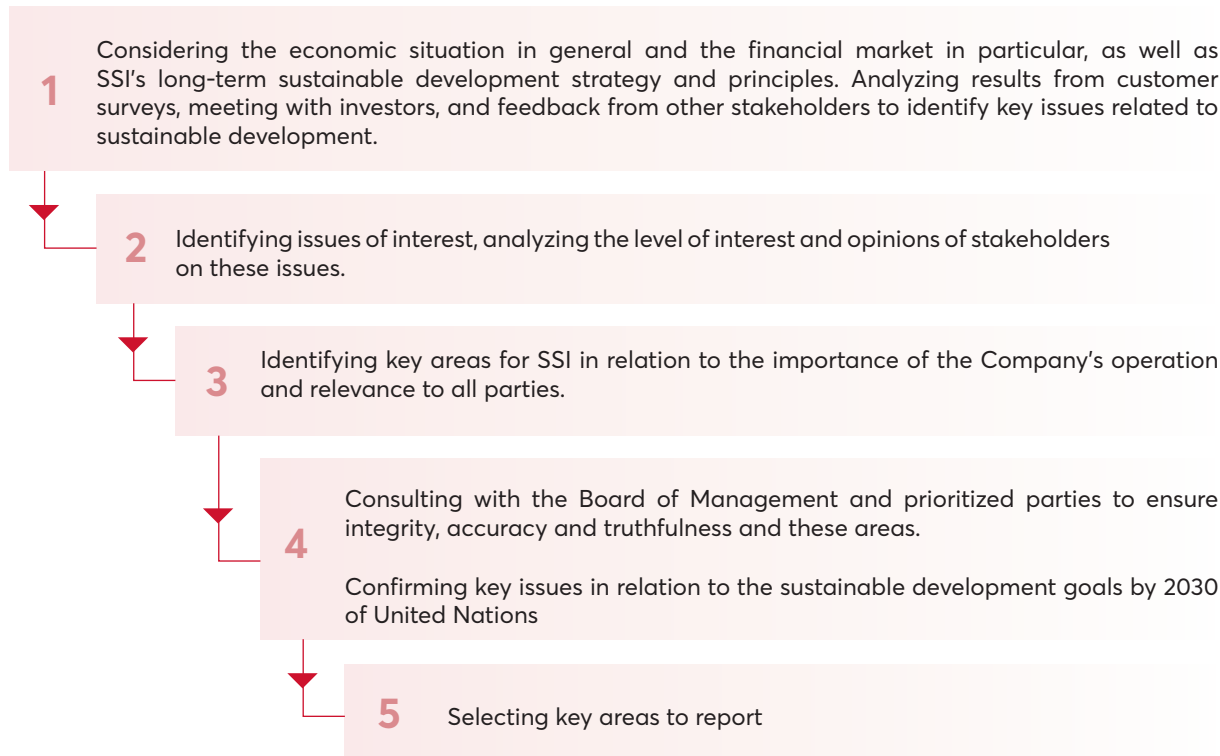 1
Considering the economic situation in general and the financial market in particular, as well as
SSI's long-term sustainable development strategy and principles. Analyzing results from customer
surveys, meeting with investors, and feedback from other stakeholders to identify key issues related to
sustainable development.
2
Identifying issues of interest, analyzing the level of interest and opinions of stakeholders
on these issues.
3
Identifying key areas for SSI in relation to the importance of the Company's operation
and relevance to all parties.
4
Consulting with the Board of Management and prioritized parties to ensure
integrity, accuracy and truthfulness and these areas.
Confirming key issues in relation to the sustainable development goals by 2030
of United Nations
5
Selecting key areas to report